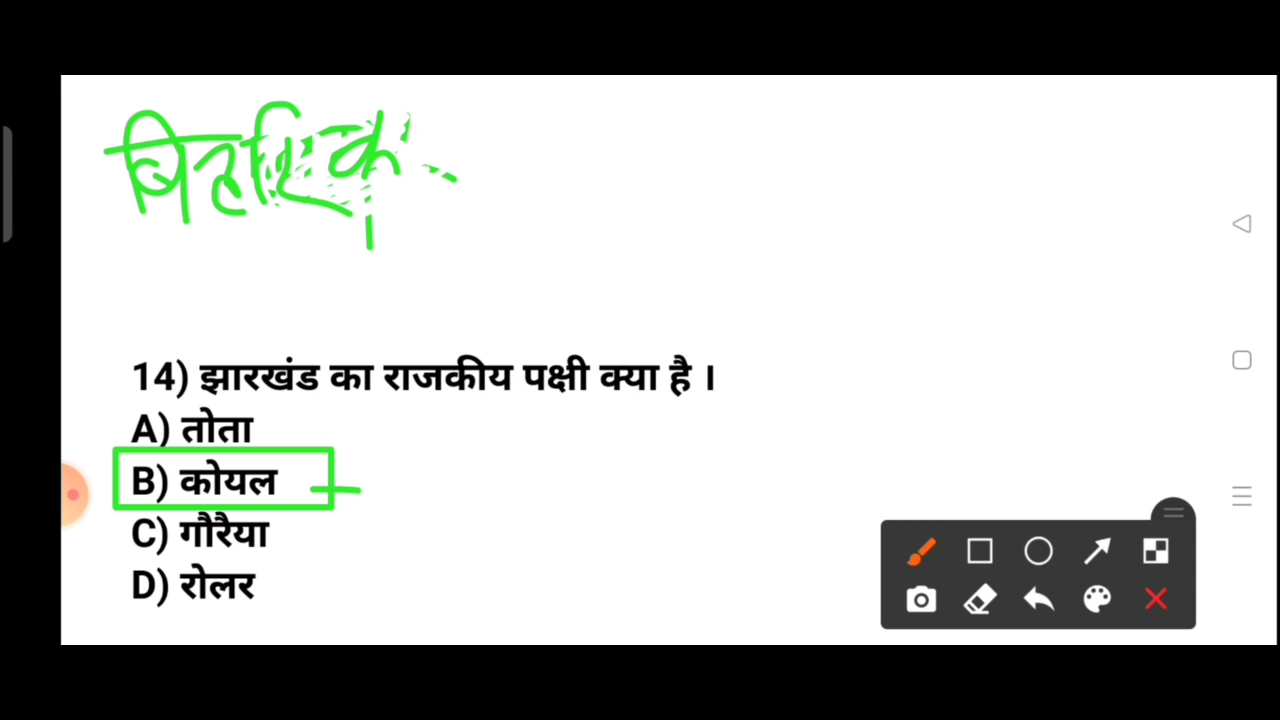 14) झारखंड का राजकीय पक्षी क्या है ।
A) तोता
B) कोयल
C) गौरैया
D) रोलर